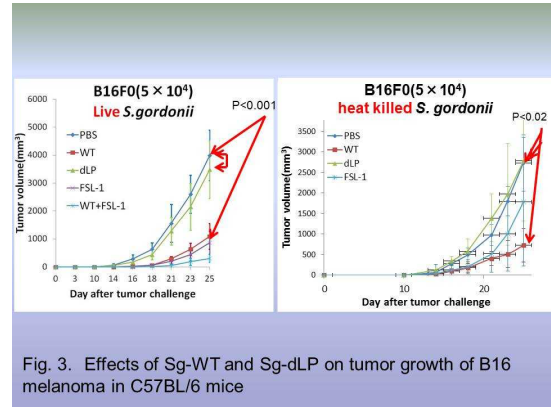 B16F0(5 × 10⁴)
Live S.gordonii
P<0.001
Tumor volume(mm³)
6000
5000
4000
3000
2000
1000
0
PBS
WT
dLP
FSL-1
WT+FSL-1
0 3 10 14 16 18 21 23 25
Day after tumor challenge
B16F0(5 × 10⁴)
heat killed S. gordonii
P<0.02
Tumor volume(mm³)
3500
3000
2500
2000
1500
1000
500
0
PBS
WT
dLP
FSL-1
0 10 20
Day after tumor challenge
Fig. 3. Effects of Sg-WT and Sg-dLP on tumor growth of B16
melanoma in C57BL/6 mice